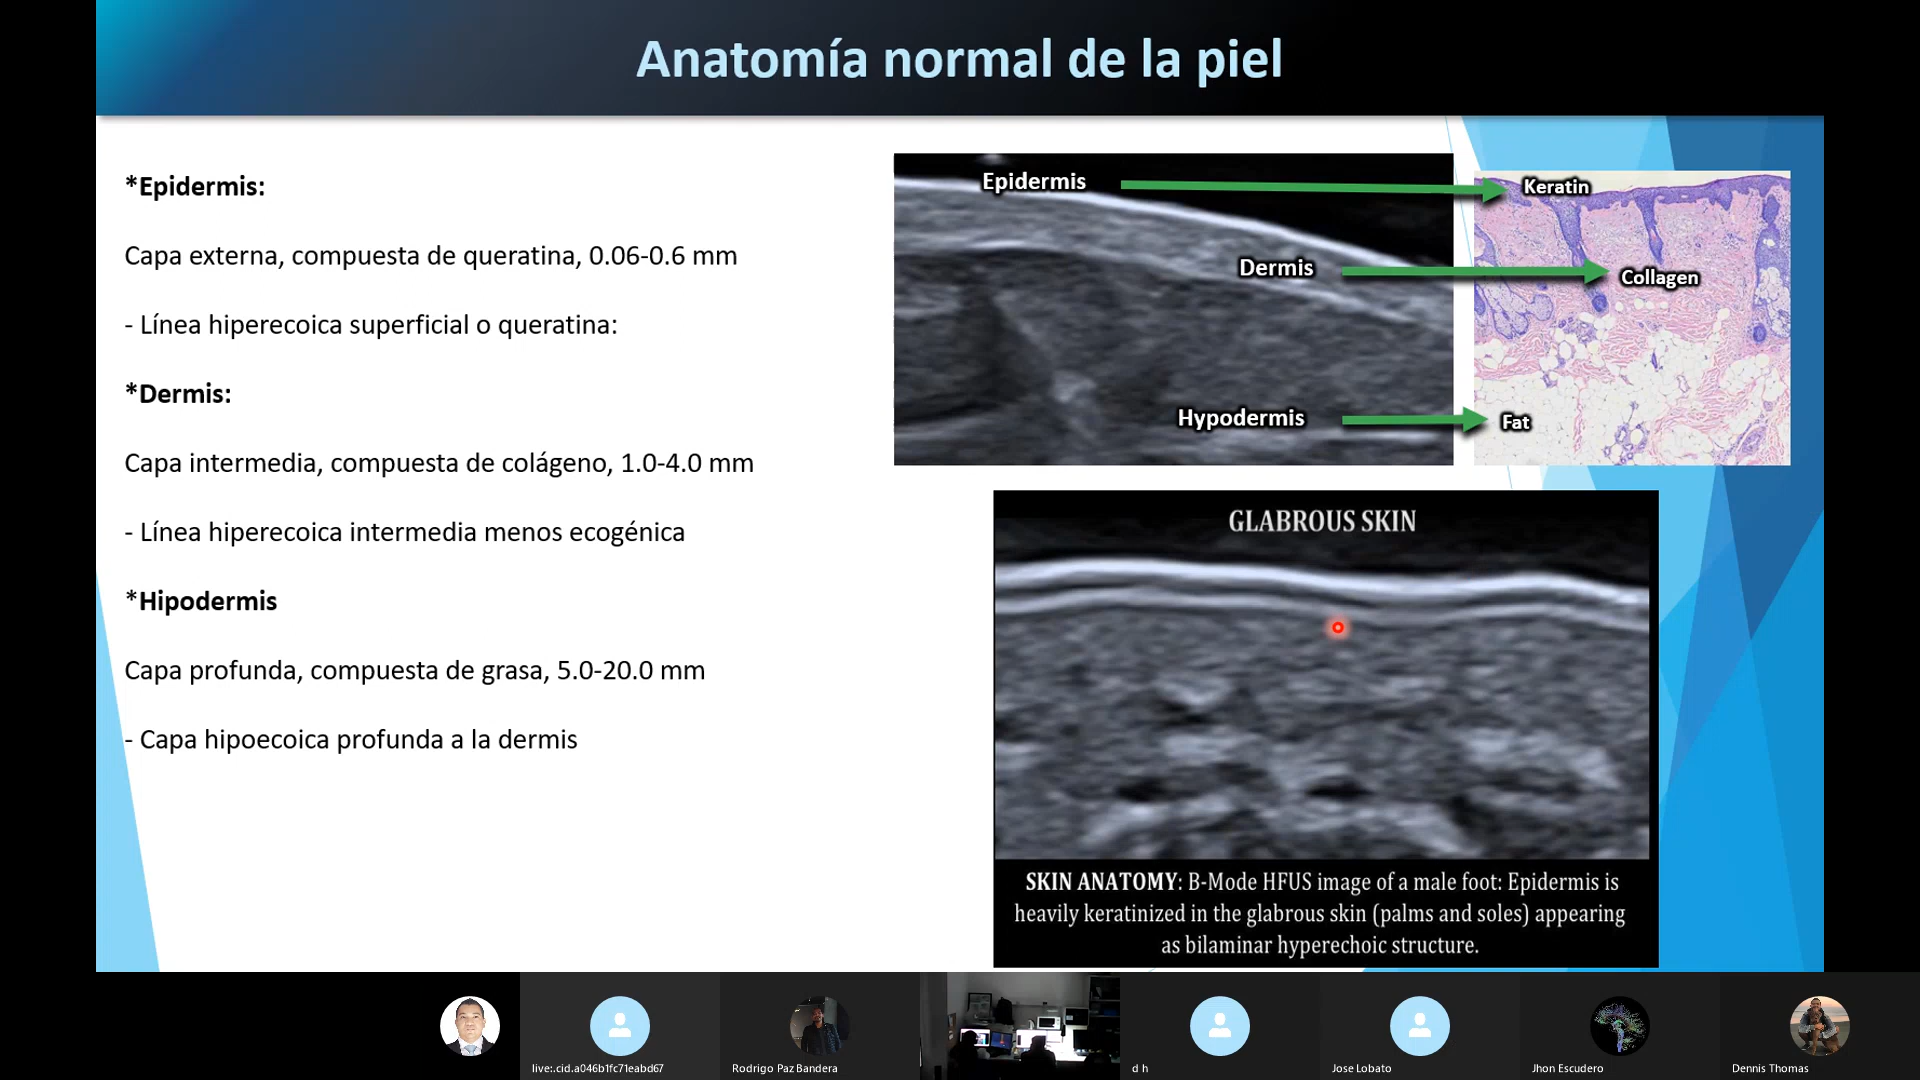 Anatomía normal de la piel
*Epidermis:
Capa externa, compuesta de queratina, 0.06-0.6 mm
- Línea hiperecoica superficial o queratina:
*Dermis:
Capa intermedia, compuesta de colágeno, 1.0-4.0 mm
- Línea hiperecoica intermedia menos ecogénica
*Hipodermis
Capa profunda, compuesta de grasa, 5.0-20.0 mm
- Capa hipoecoica profunda a la dermis
Epidermis
Keratin
Dermis
Collagen
Hypodermis
Fat
GLABROUS SKIN
SKIN ANATOMY: B-Mode HFUS image of a male foot: Epidermis is
heavily keratinized in the glabrous skin (palms and soles) appearing
as bilaminar hyperechoic structure.
live:.cid.a046b1fc71eabd67
Rodrigo Paz Bandera
d h
Jose Lobato
Jhon Escudero
Dennis Thomas